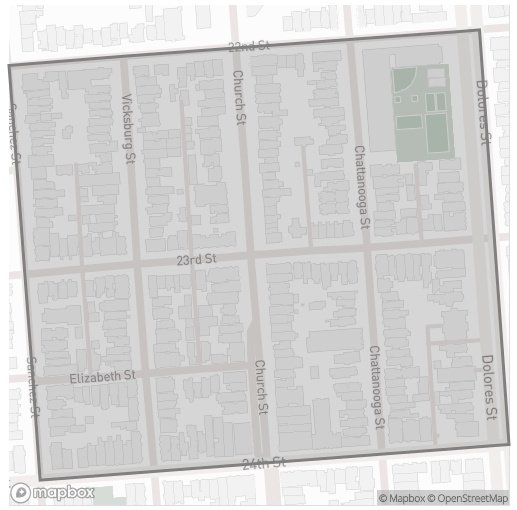 22nd St
Sanchez St
Vicksburg St
Church St
Chattanooga St
Dolores St
23rd St
Sanchez St
Elizabeth St
Church St
Chattanooga St
Dolores St
24th St
mapbox
© Mapbox © OpenStreetMap